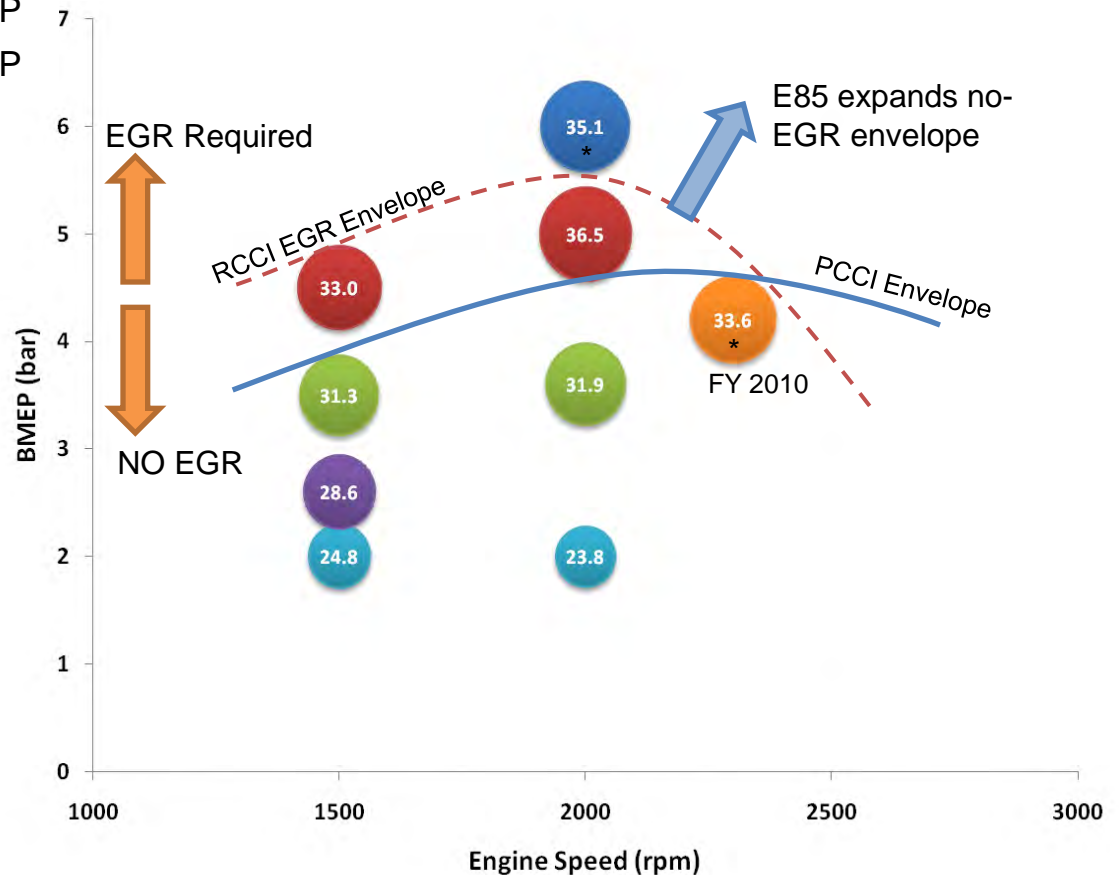 P
P
7
6
5
4
3
2
1
0
BMEP (bar)
EGR Required
NO EGR
RCCI EGR Envelope
E85 expands no-
EGR envelope
PCCI Envelope
35.1
*
36.5
33.0
33.6
*
FY 2010
31.3
31.9
28.6
24.8
23.8
1000
1500
2000
2500
3000
Engine Speed (rpm)